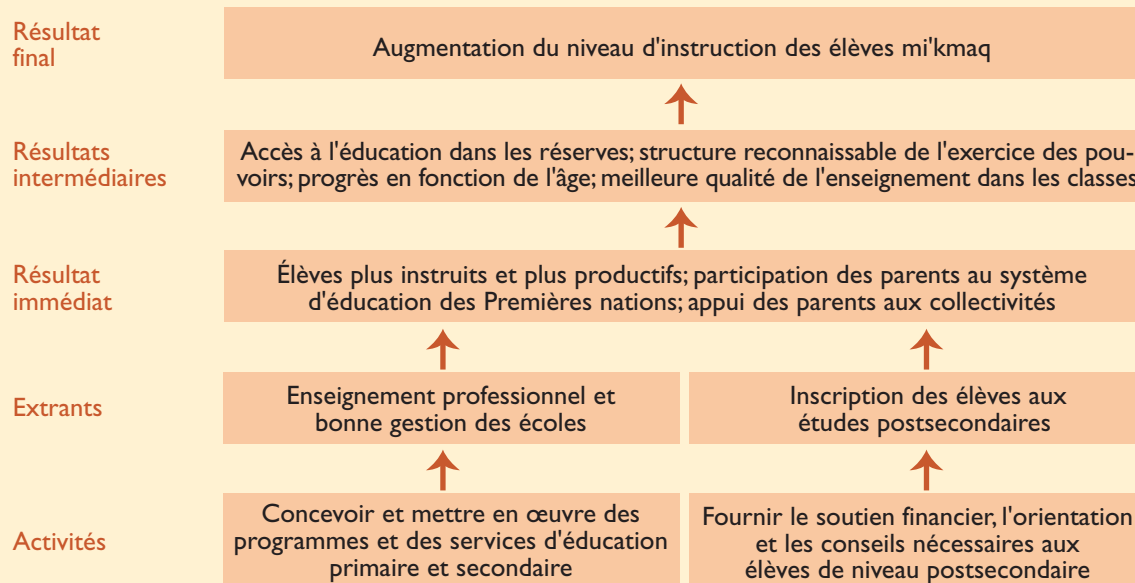 Résultat
final
Augmentation du niveau d'instruction des élèves mi'kmaq
Résultats
intermédiaires
Accès à l'éducation dans les réserves; structure reconnaissable de l'exercice des pou-
voirs; progrès en fonction de l'âge; meilleure qualité de l'enseignement dans les classes
Résultat
immédiat
Élèves plus instruits et plus productifs; participation des parents au système
d'éducation des Premières nations; appui des parents aux collectivités
Extrants
Enseignement professionnel et
bonne gestion des écoles
Inscription des élèves aux
études postsecondaires
Activités
Concevoir et mettre en œuvre des
programmes et des services d'éducation
primaire et secondaire
Fournir le soutien financier, l'orientation
et les conseils nécessaires aux
élèves de niveau postsecondaire